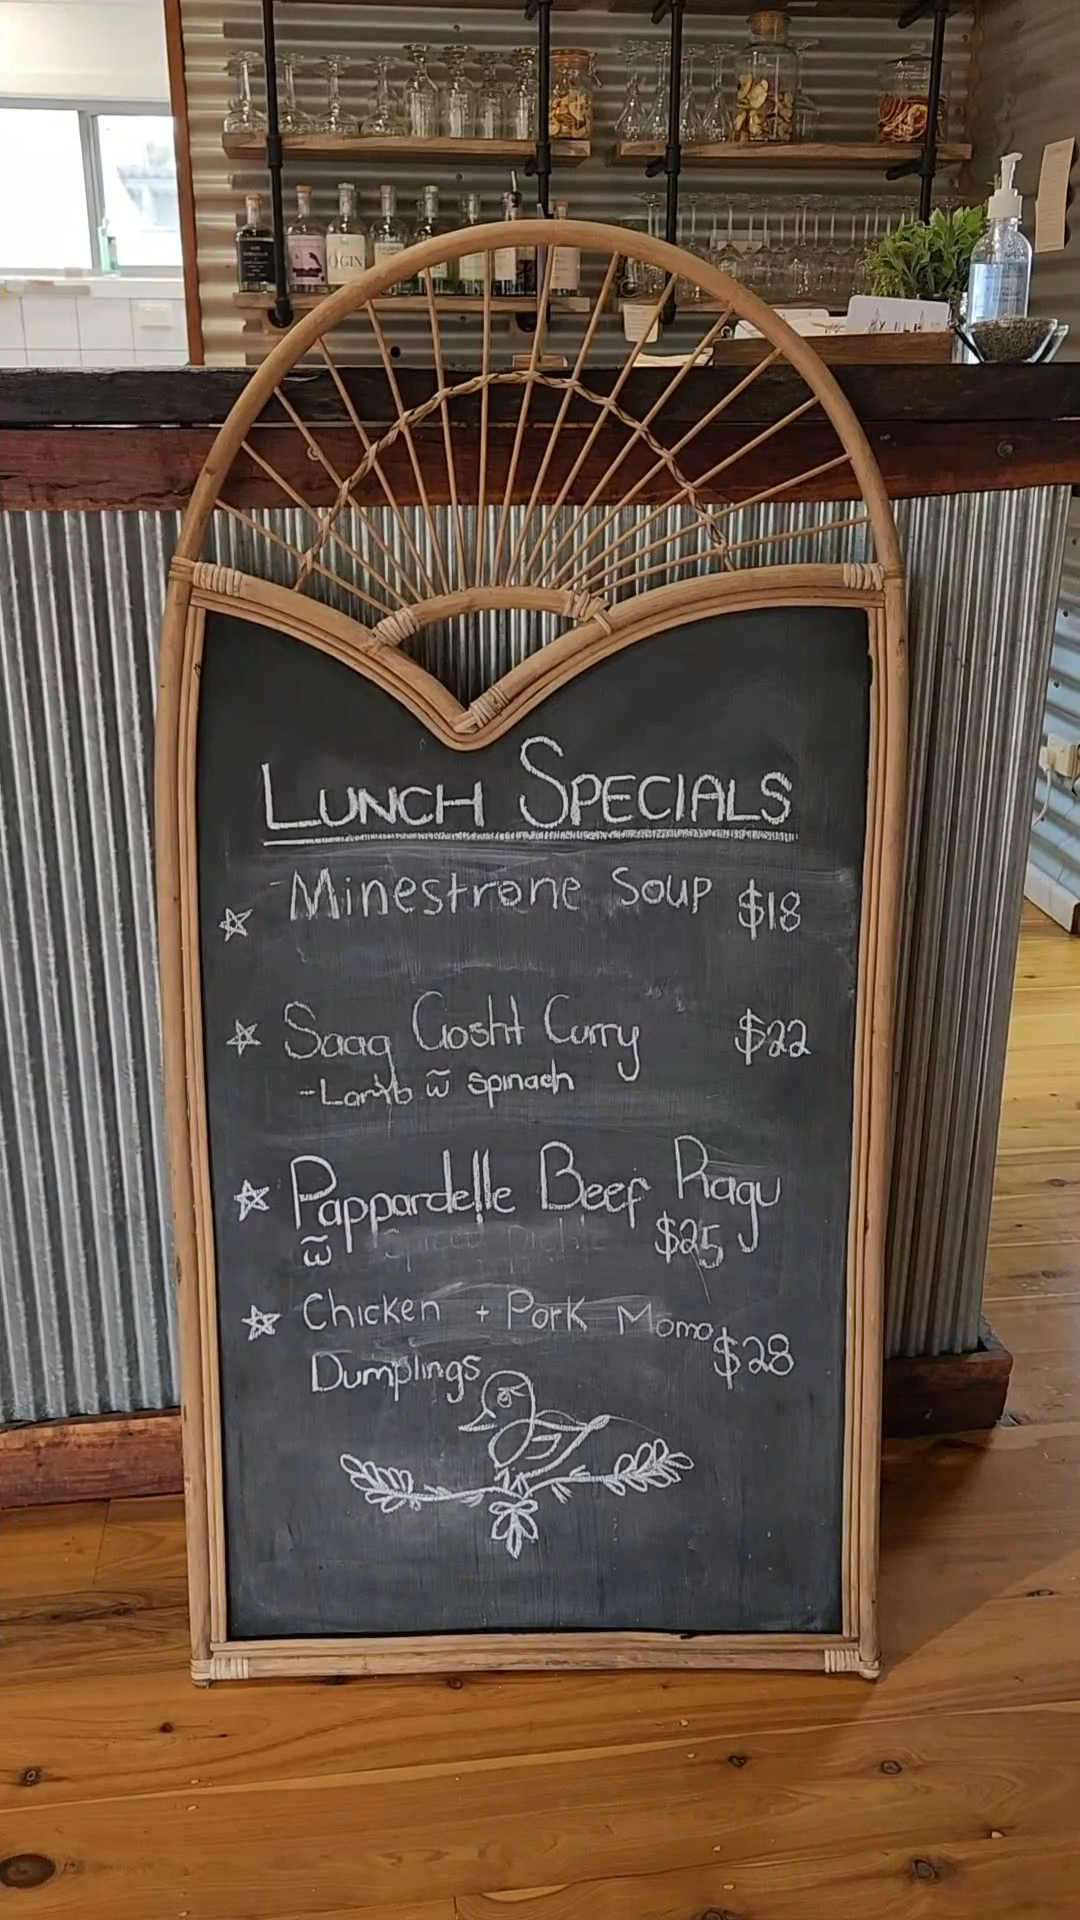 GIN
LUNCH SPECIALS
- Minestrone Soup $18
☆ Saag Gosht Curry $22
- Lamb w̃ Spinach
☆ Pappardelle Beef Ragu
w̃ $25
☆ Chicken + Pork Momo
Dumplings $28